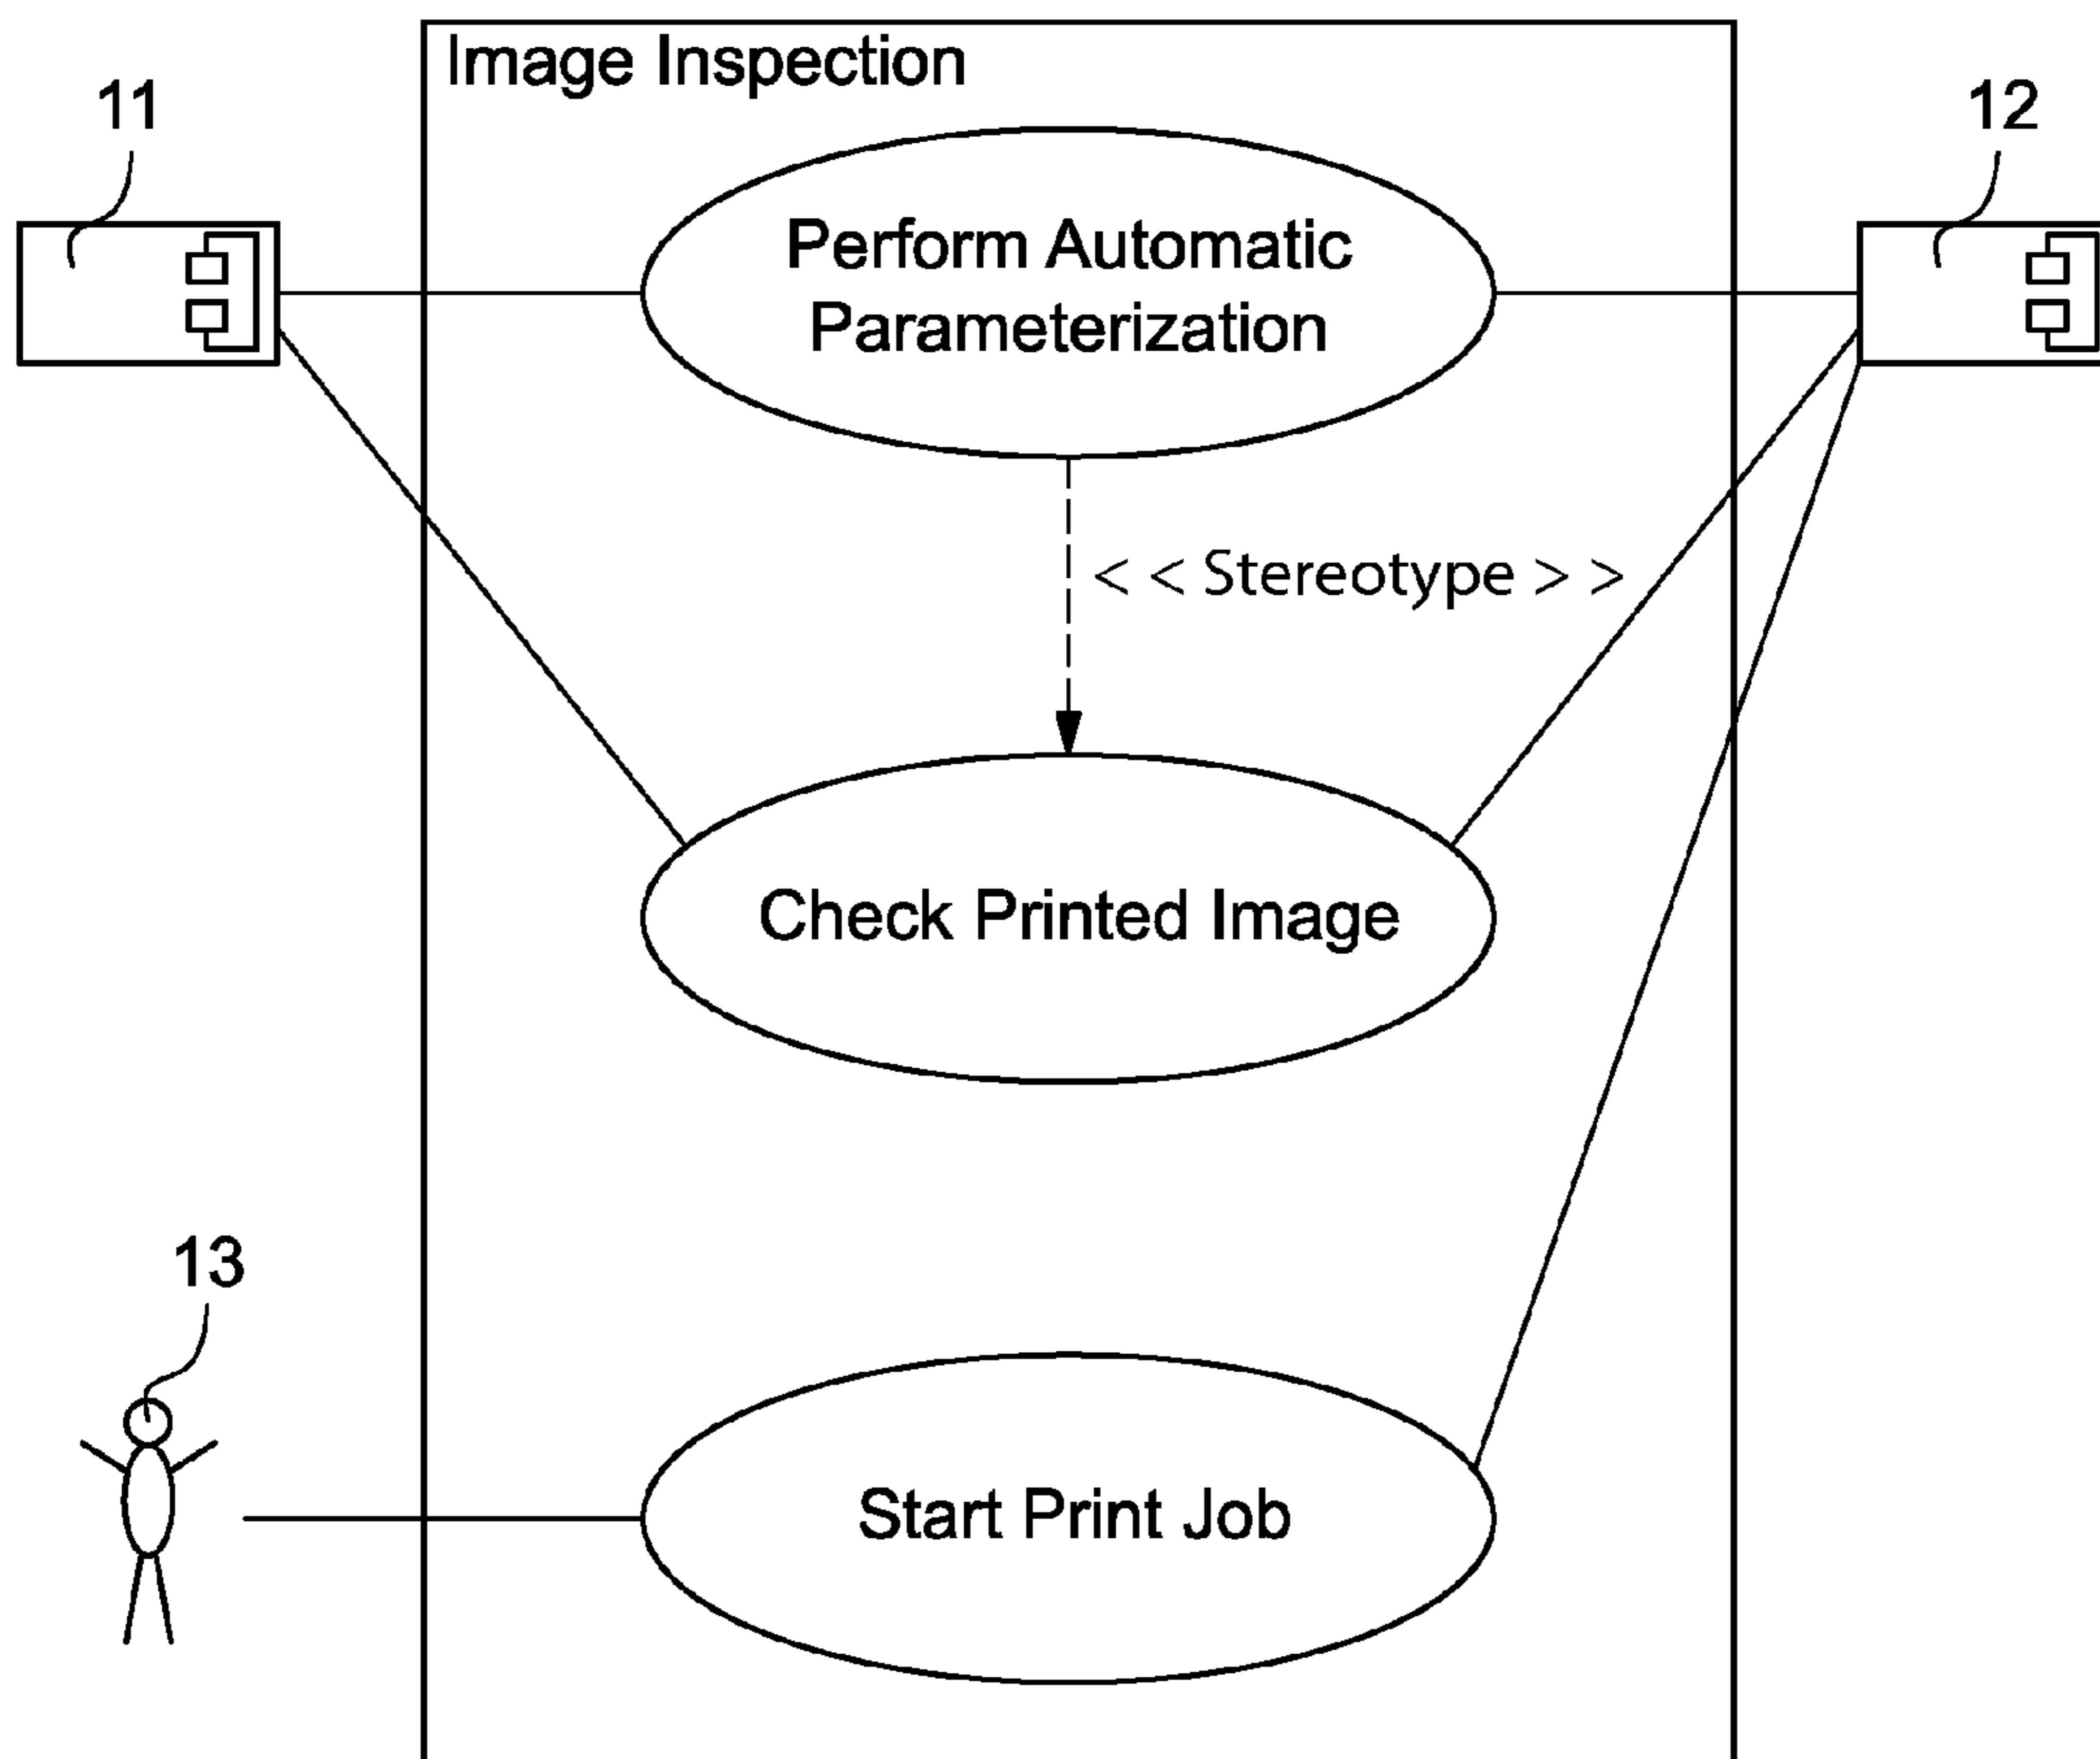 Image Inspection
11
12
Perform Automatic
Parameterization
< < Stereotype > >
Check Printed Image
13
Start Print Job